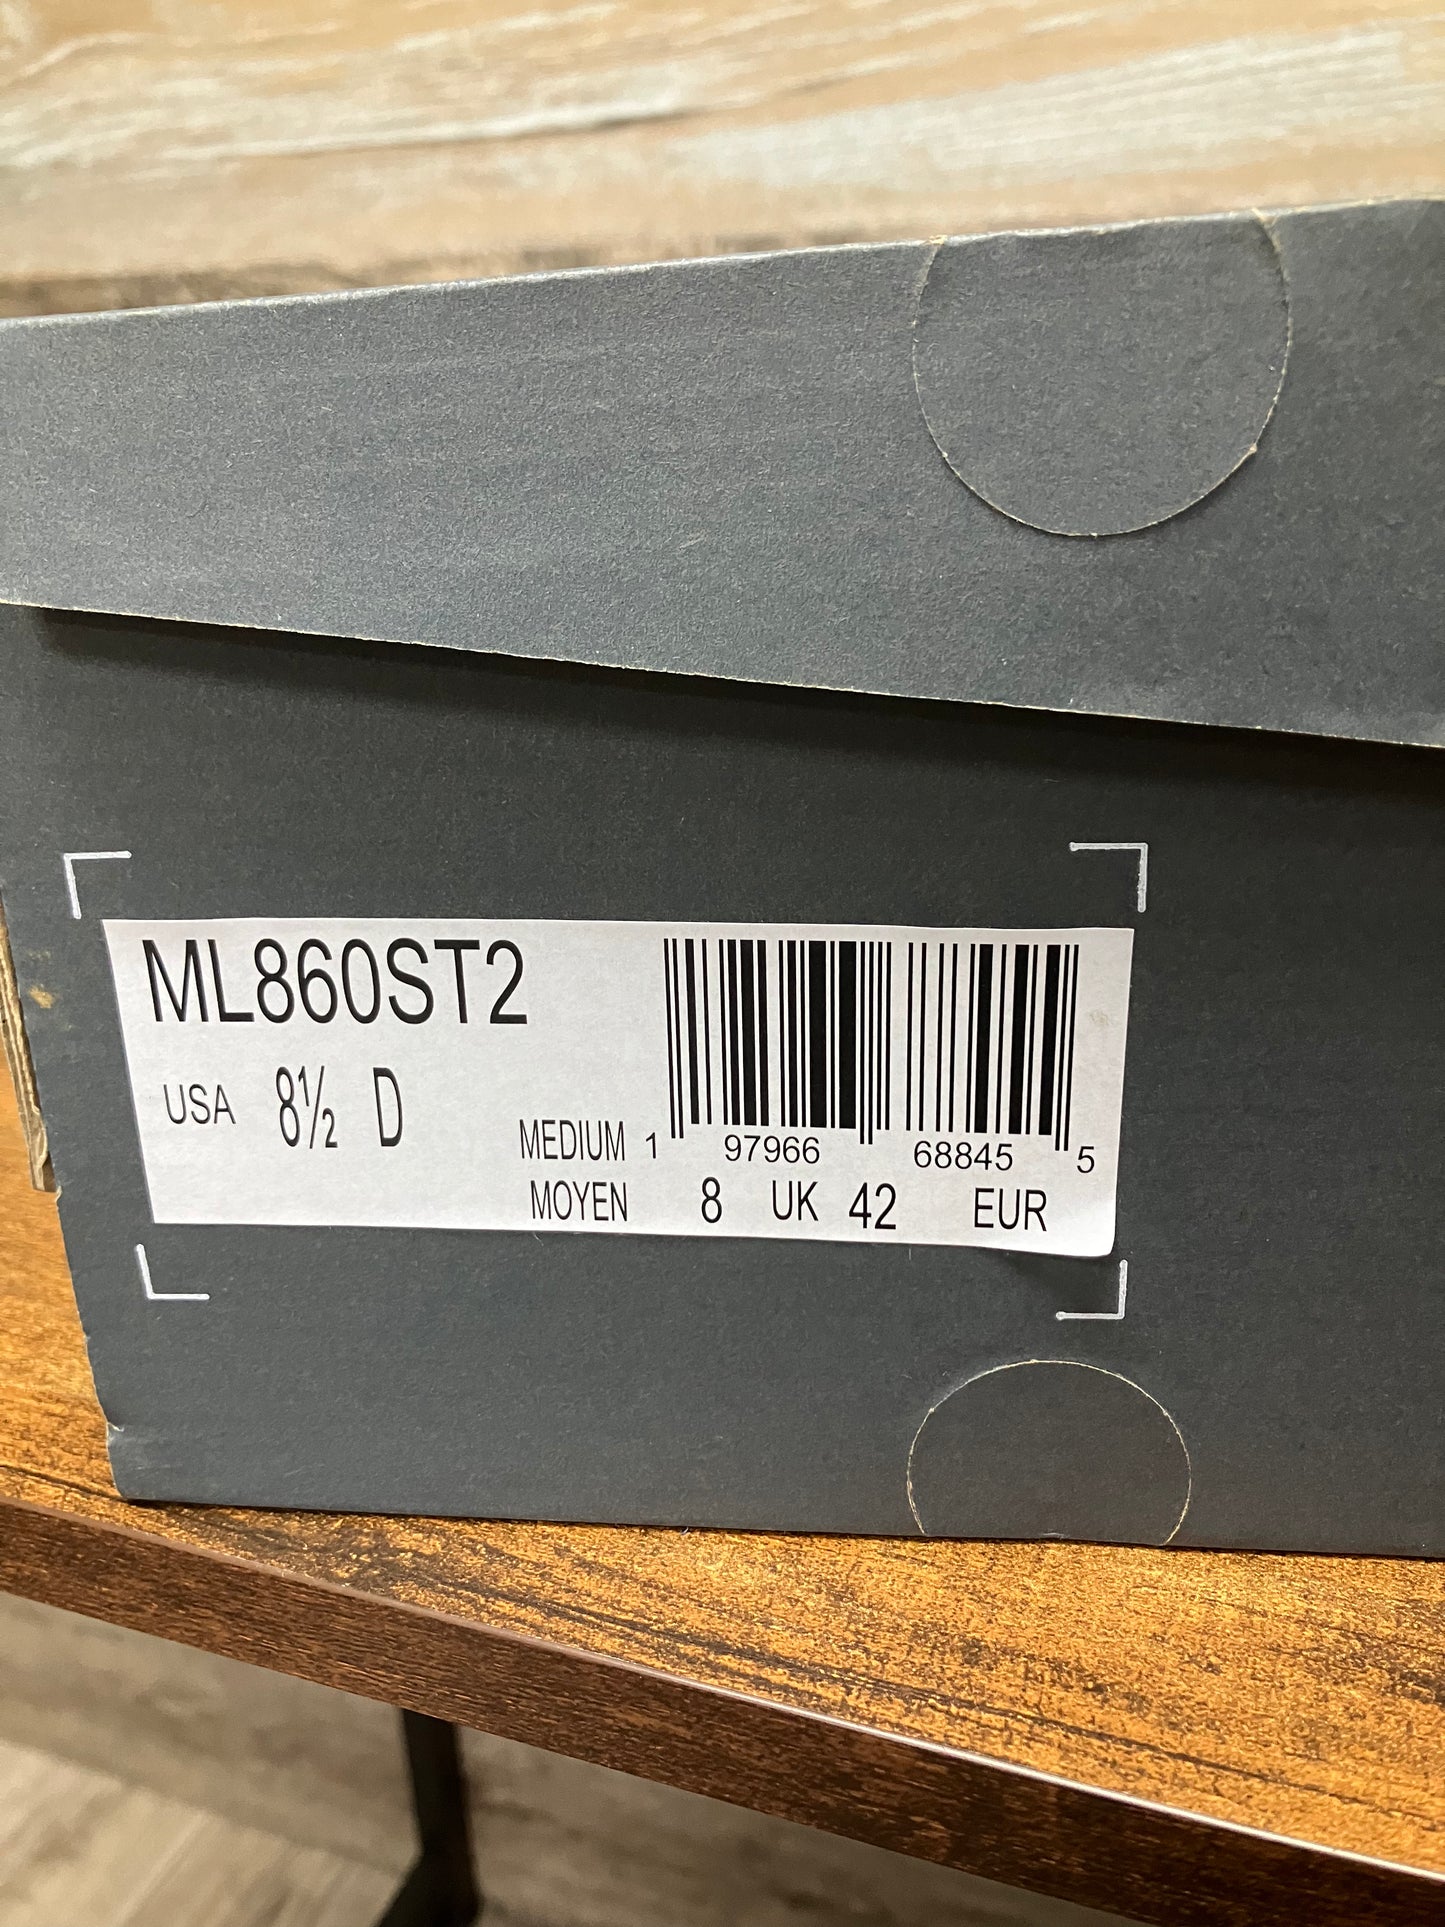 ML860ST2
USA 8½ D
MEDIUM 1 97966 68845 5
MOYEN 8 UK 42 EUR